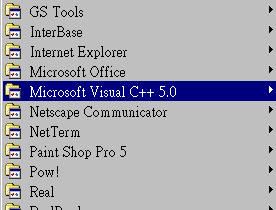 GS Tools
InterBase
Internet Explorer
Microsoft Office
Microsoft Visual C++ 5.0
Netscape Communicator
NetTerm
Paint Shop Pro 5
Pow!
Real